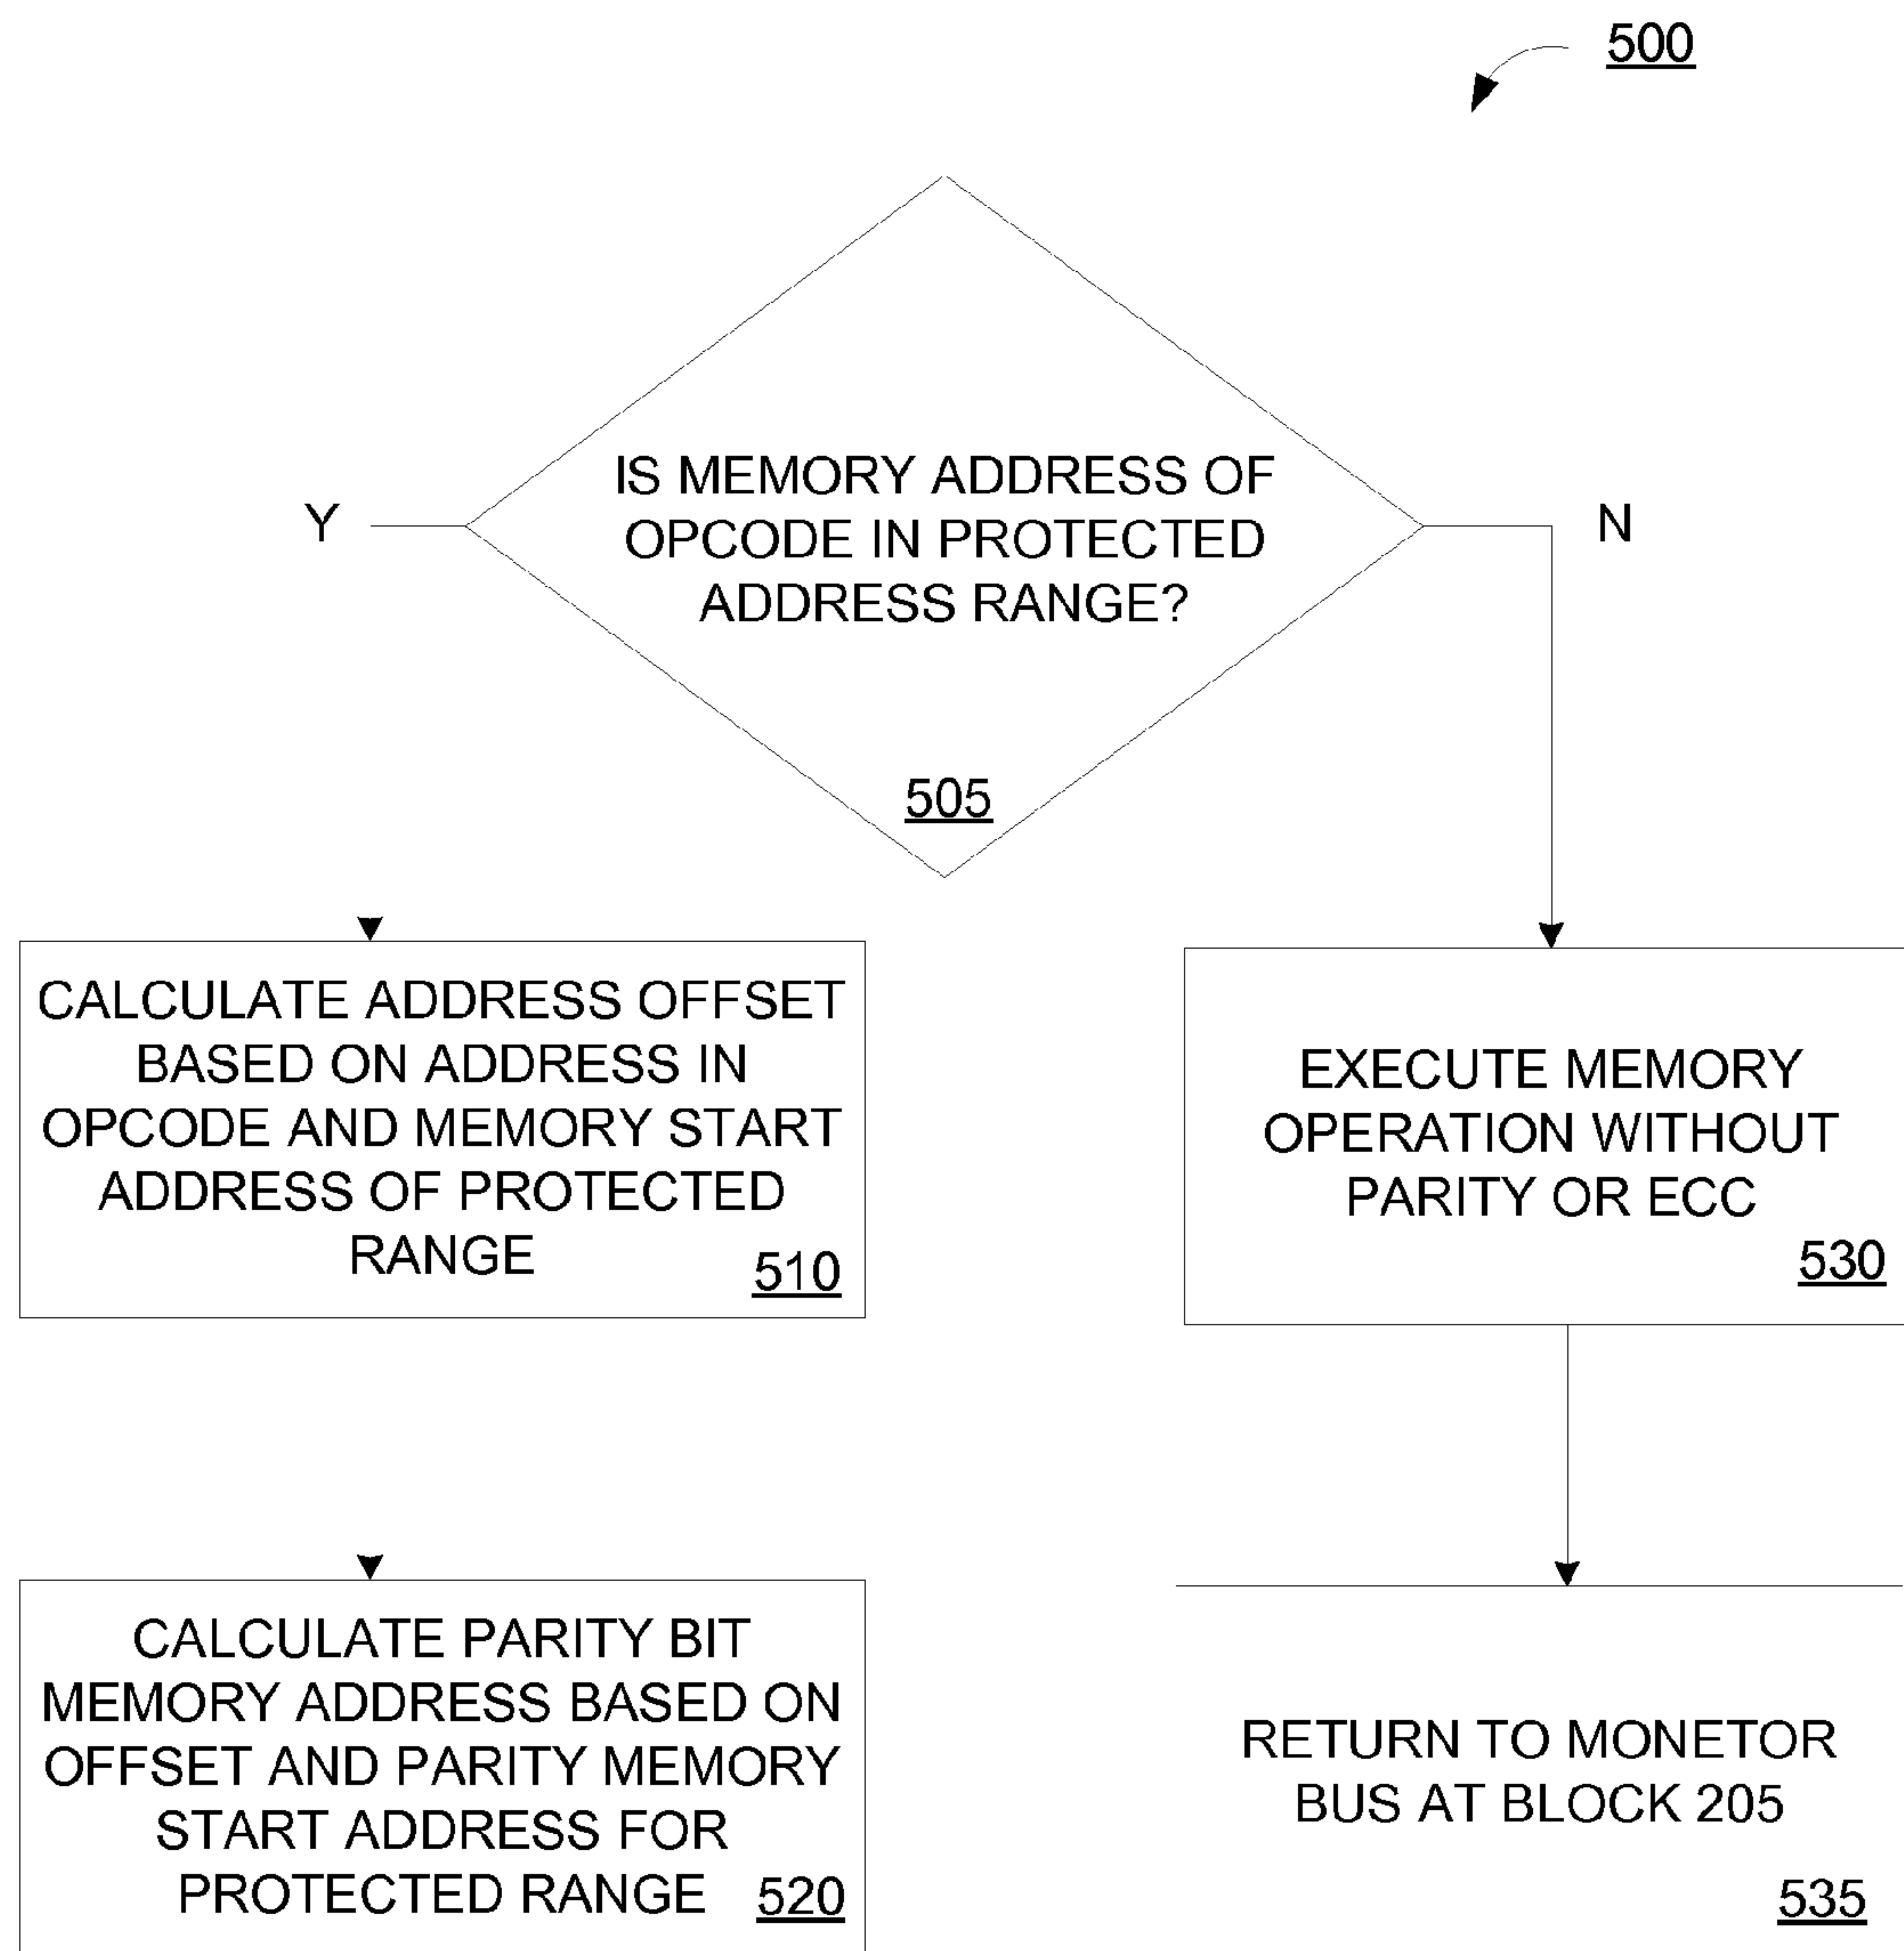 500
IS MEMORY ADDRESS OF
OPCODE IN PROTECTED
ADDRESS RANGE?
505
Y
N
CALCULATE ADDRESS OFFSET
BASED ON ADDRESS IN
OPCODE AND MEMORY START
ADDRESS OF PROTECTED
RANGE
510
EXECUTE MEMORY
OPERATION WITHOUT
PARITY OR ECC
530
CALCULATE PARITY BIT
MEMORY ADDRESS BASED ON
OFFSET AND PARITY MEMORY
START ADDRESS FOR
PROTECTED RANGE
520
RETURN TO MONETOR
BUS AT BLOCK 205
535